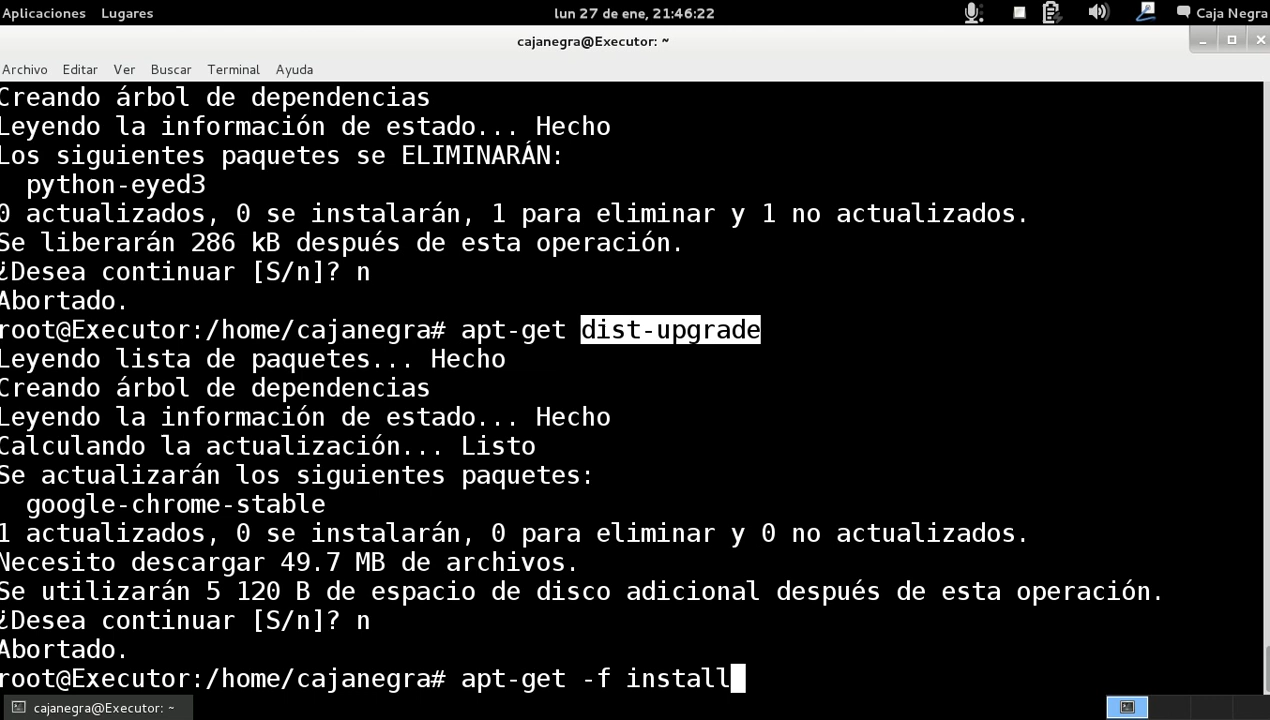 Aplicaciones Lugares lun 27 de ene, 21:46:22 Caja Negra
cajanegra@Executor: ~
Archivo Editar Ver Buscar Terminal Ayuda
Creando árbol de dependencias
Leyendo la información de estado... Hecho
Los siguientes paquetes se ELIMINARÁN:
python-eyed3
0 actualizados, 0 se instalarán, 1 para eliminar y 1 no actualizados.
Se liberarán 286 kB después de esta operación.
¿Desea continuar [S/n]? n
Abortado.
root@Executor:/home/cajanegra# apt-get dist-upgrade
Leyendo lista de paquetes... Hecho
Creando árbol de dependencias
Leyendo la información de estado... Hecho
Calculando la actualización... Listo
Se actualizarán los siguientes paquetes:
google-chrome-stable
1 actualizados, 0 se instalarán, 0 para eliminar y 0 no actualizados.
Necesito descargar 49.7 MB de archivos.
Se utilizarán 5 120 B de espacio de disco adicional después de esta operación.
¿Desea continuar [S/n]? n
Abortado.
root@Executor:/home/cajanegra# apt-get -f install
cajanegra@Executor: ~